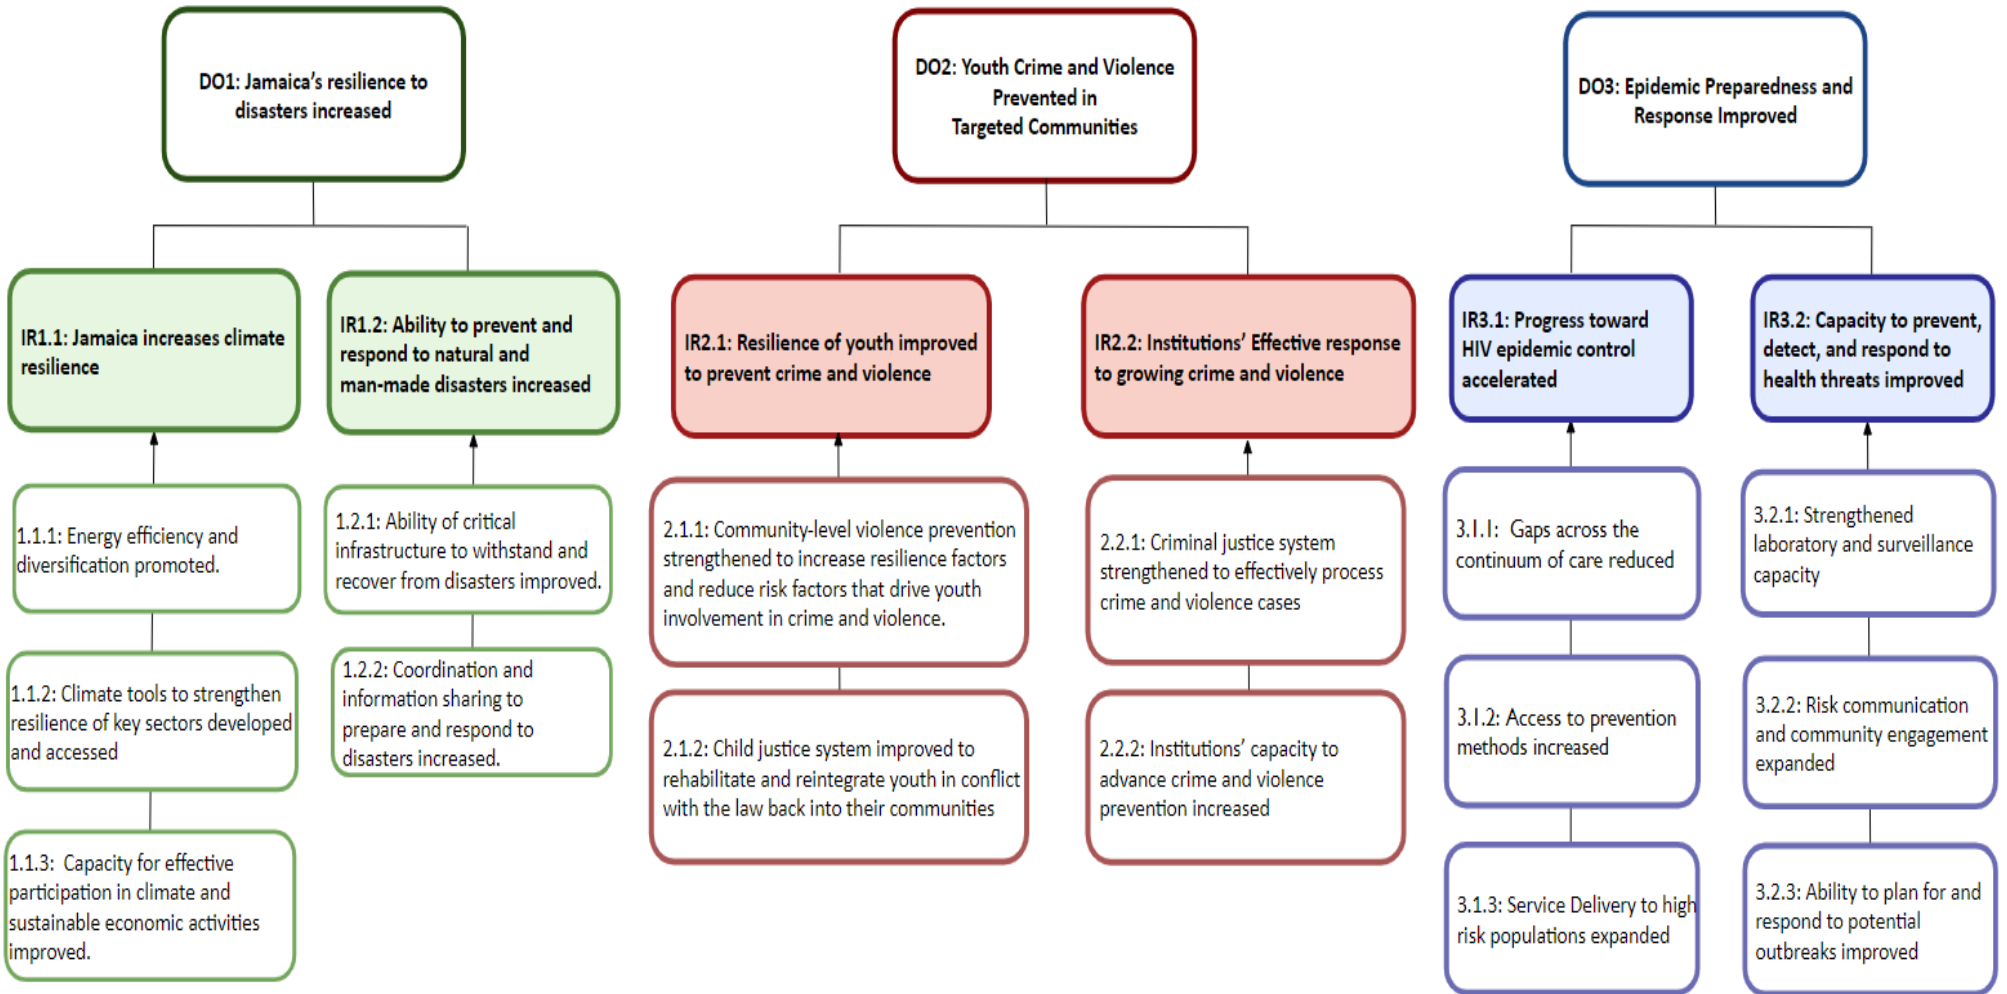 DO1: Jamaica’s resilience to
disasters increased
DO2: Youth Crime and Violence
Prevented in
Targeted Communities
DO3: Epidemic Preparedness and
Response Improved
IR1.1: Jamaica increases climate
resilience
IR1.2: Ability to prevent and
respond to natural and
man-made disasters increased
IR2.1: Resilience of youth improved
to prevent crime and violence
IR2.2: Institutions’ Effective response
to growing crime and violence
IR3.1: Progress toward
HIV epidemic control
accelerated
IR3.2: Capacity to prevent,
detect, and respond to
health threats improved
1.1.1: Energy efficiency and
diversification promoted.
1.2.1: Ability of critical
infrastructure to withstand and
recover from disasters improved.
2.1.1: Community-level violence prevention
strengthened to increase resilience factors
and reduce risk factors that drive youth
involvement in crime and violence.
2.2.1: Criminal justice system
strengthened to effectively process
crime and violence cases
3.1.1: Gaps across the
continuum of care reduced
3.2.1: Strengthened
laboratory and surveillance
capacity
1.1.2: Climate tools to strengthen
resilience of key sectors developed
and accessed
1.2.2: Coordination and
information sharing to
prepare and respond to
disasters increased.
2.1.2: Child justice system improved to
rehabilitate and reintegrate youth in conflict
with the law back into their communities
2.2.2: Institutions’ capacity to
advance crime and violence
prevention increased
3.1.2: Access to prevention
methods increased
3.2.2: Risk communication
and community engagement
expanded
1.1.3: Capacity for effective
participation in climate and
sustainable economic activities
improved.
3.1.3: Service Delivery to high
risk populations expanded
3.2.3: Ability to plan for and
respond to potential
outbreaks improved